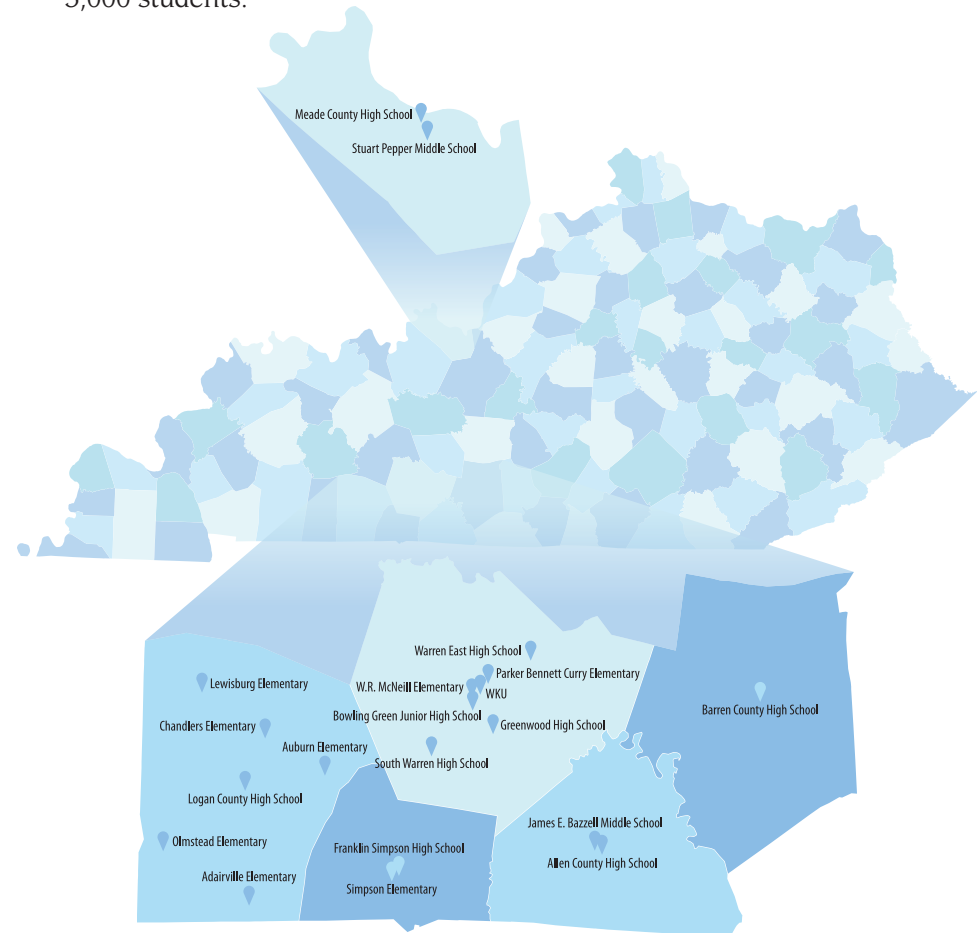 5,000 students.
Meade County High School
Stuart Pepper Middle School
Warren East High School
Parker Bennett Curry Elementary
W.R. McNeill Elementary
WKU
Bowling Green Junior High School
Greenwood High School
South Warren High School
Lewisburg Elementary
Chandlers Elementary
Auburn Elementary
Logan County High School
Olmstead Elementary
Adairville Elementary
Franklin Simpson High School
Simpson Elementary
James E. Bazzell Middle School
Allen County High School
Barren County High School